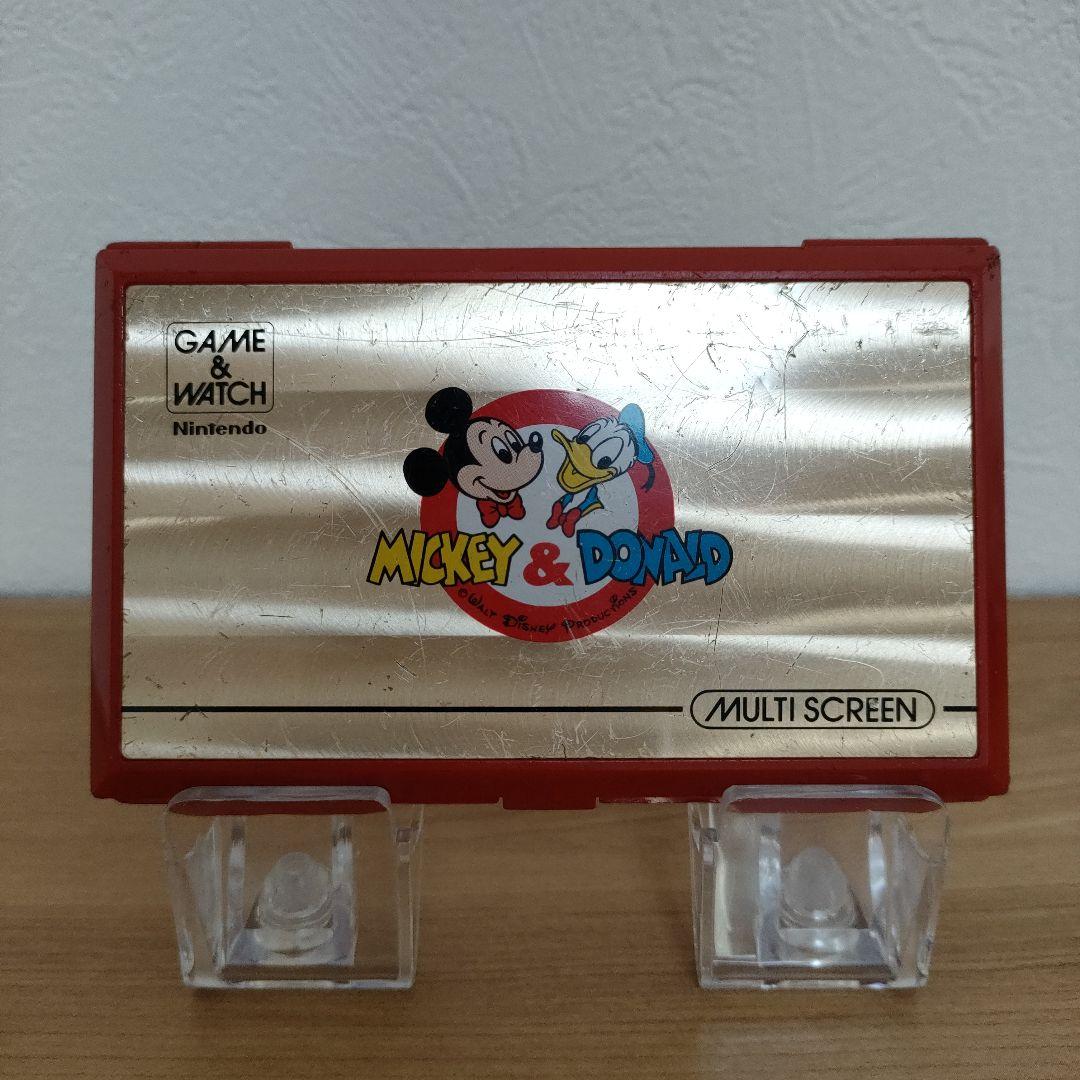 GAME
&
WATCH
Nintendo
MICKEY & DONALD
© WALT DISNEY PRODUCTIONS
MULTI SCREEN